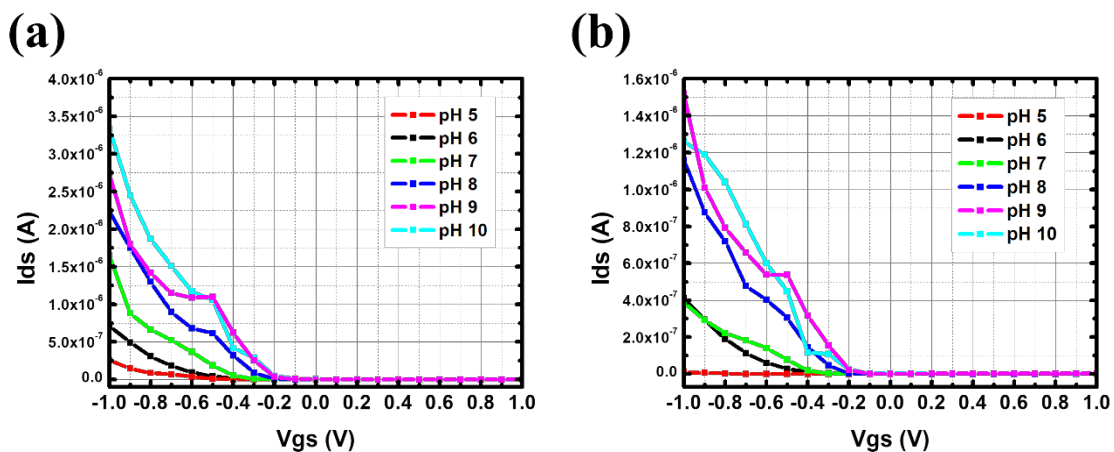 (a)
(b)
Ids (A)
4.0x10⁻⁶
3.5x10⁻⁶
3.0x10⁻⁶
2.5x10⁻⁶
2.0x10⁻⁶
1.5x10⁻⁶
1.0x10⁻⁶
5.0x10⁻⁷
0.0
pH 5
pH 6
pH 7
pH 8
pH 9
pH 10
-1.0 -0.8 -0.6 -0.4 -0.2 0.0 0.2 0.4 0.6 0.8 1.0
Vgs (V)
Ids (A)
1.6x10⁻⁶
1.4x10⁻⁶
1.2x10⁻⁶
1.0x10⁻⁶
8.0x10⁻⁷
6.0x10⁻⁷
4.0x10⁻⁷
2.0x10⁻⁷
0.0
pH 5
pH 6
pH 7
pH 8
pH 9
pH 10
-1.0 -0.8 -0.6 -0.4 -0.2 0.0 0.2 0.4 0.6 0.8 1.0
Vgs (V)